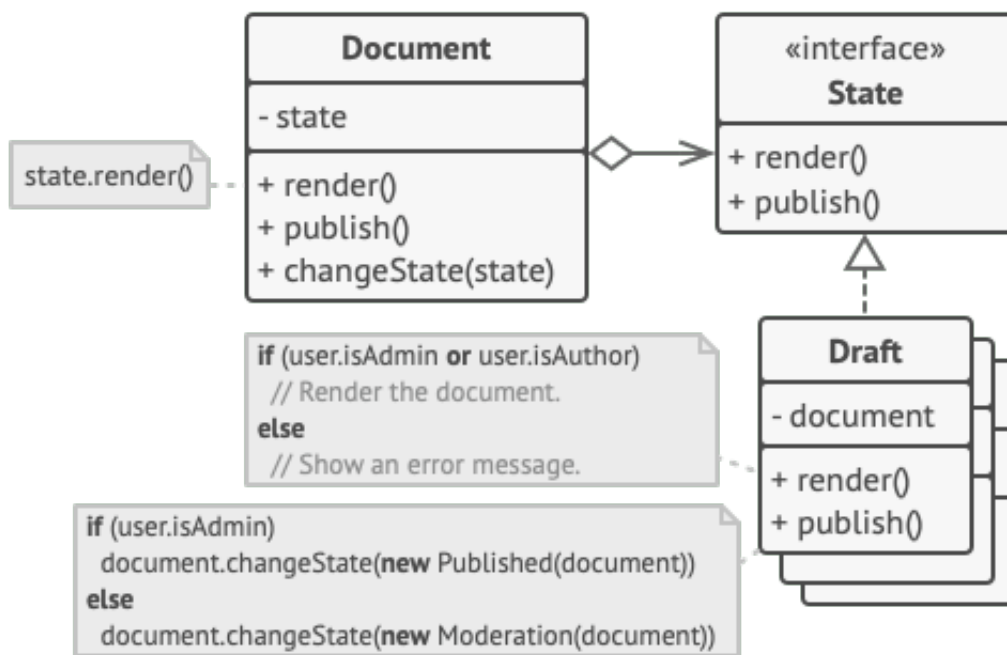 Document
- state
+ render()
+ publish()
+ changeState(state)
«interface»
State
+ render()
+ publish()
state.render()
Draft
- document
+ render()
+ publish()
if (user.isAdmin or user.isAuthor)
// Render the document.
else
// Show an error message.
if (user.isAdmin)
document.changeState(new Published(document))
else
document.changeState(new Moderation(document))